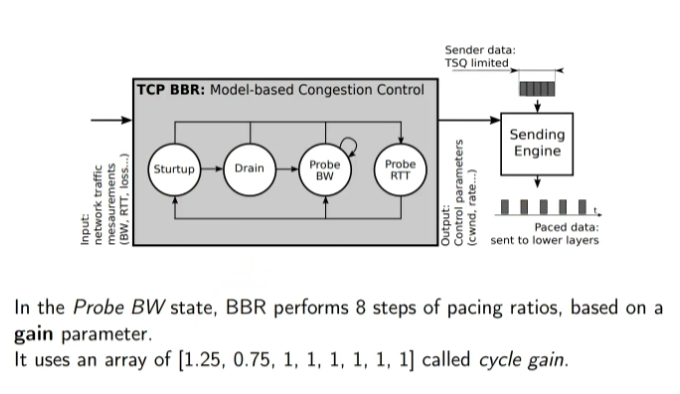 Sender data:
TSQ limited
TCP BBR: Model-based Congestion Control
Input:
network traffic
mesaurements
(BW, RTT, loss...)
Sturtup
Drain
Probe
BW
Probe
RTT
Output:
Control parameters
(cwnd, rate...)
Sending
Engine
t
Paced data:
sent to lower layers
In the Probe BW state, BBR performs 8 steps of pacing ratios, based on a
gain parameter.
It uses an array of [1.25, 0.75, 1, 1, 1, 1, 1, 1] called cycle gain.